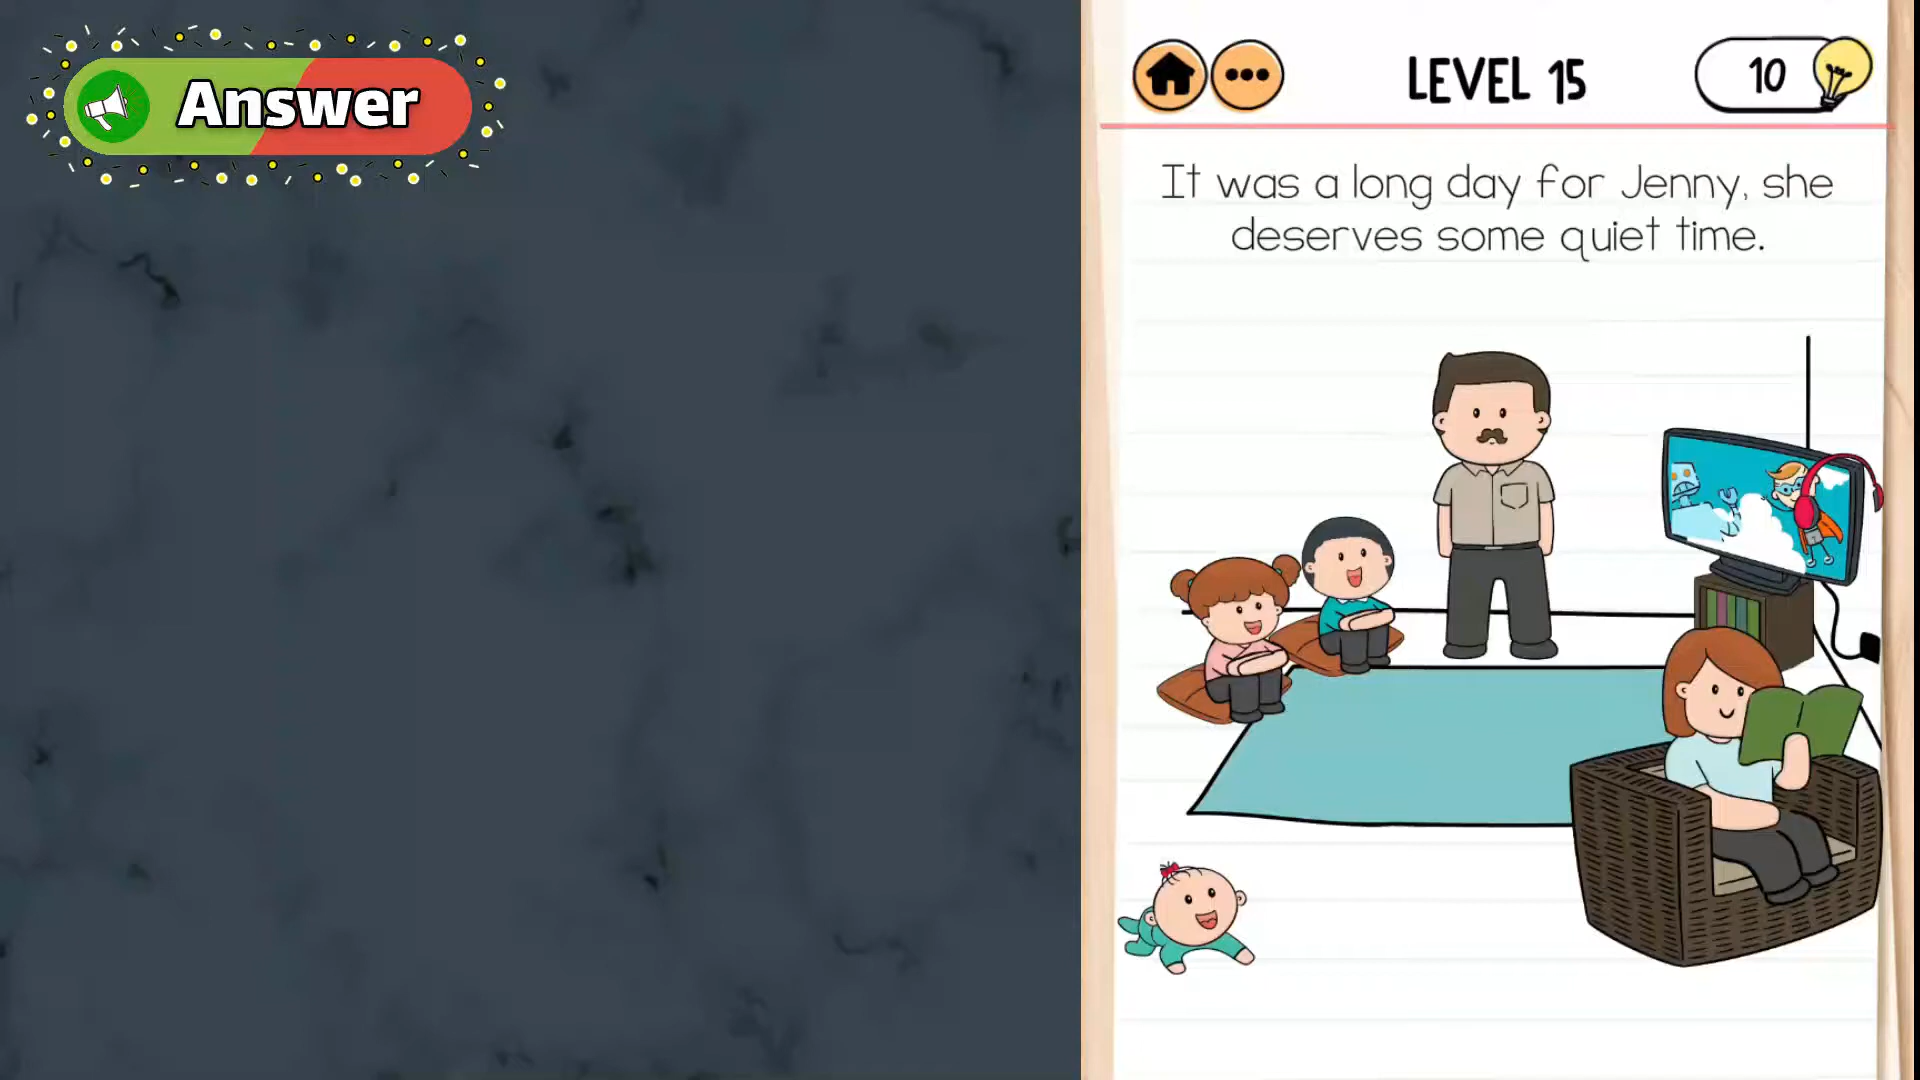 Answer
LEVEL 15
10
It was a long day for Jenny, she
deserves some quiet time.